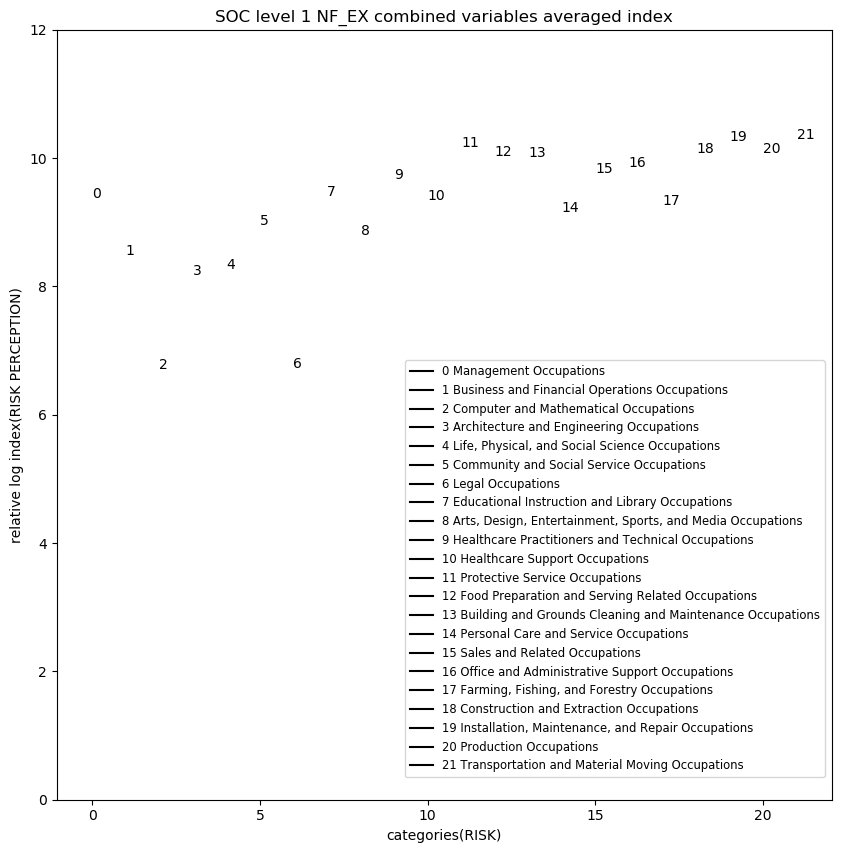 SOC level 1 NF_EX combined variables averaged index
12
10
8
6
4
2
0
relative log index(RISK PERCEPTION)
0
1
2
3
4
5
6
7
8
9
10
11
12
13
14
15
16
17
18
19
20
21
0 Management Occupations
1 Business and Financial Operations Occupations
2 Computer and Mathematical Occupations
3 Architecture and Engineering Occupations
4 Life, Physical, and Social Science Occupations
5 Community and Social Service Occupations
6 Legal Occupations
7 Educational Instruction and Library Occupations
8 Arts, Design, Entertainment, Sports, and Media Occupations
9 Healthcare Practitioners and Technical Occupations
10 Healthcare Support Occupations
11 Protective Service Occupations
12 Food Preparation and Serving Related Occupations
13 Building and Grounds Cleaning and Maintenance Occupations
14 Personal Care and Service Occupations
15 Sales and Related Occupations
16 Office and Administrative Support Occupations
17 Farming, Fishing, and Forestry Occupations
18 Construction and Extraction Occupations
19 Installation, Maintenance, and Repair Occupations
20 Production Occupations
21 Transportation and Material Moving Occupations
0 5 10 15 20
categories(RISK)